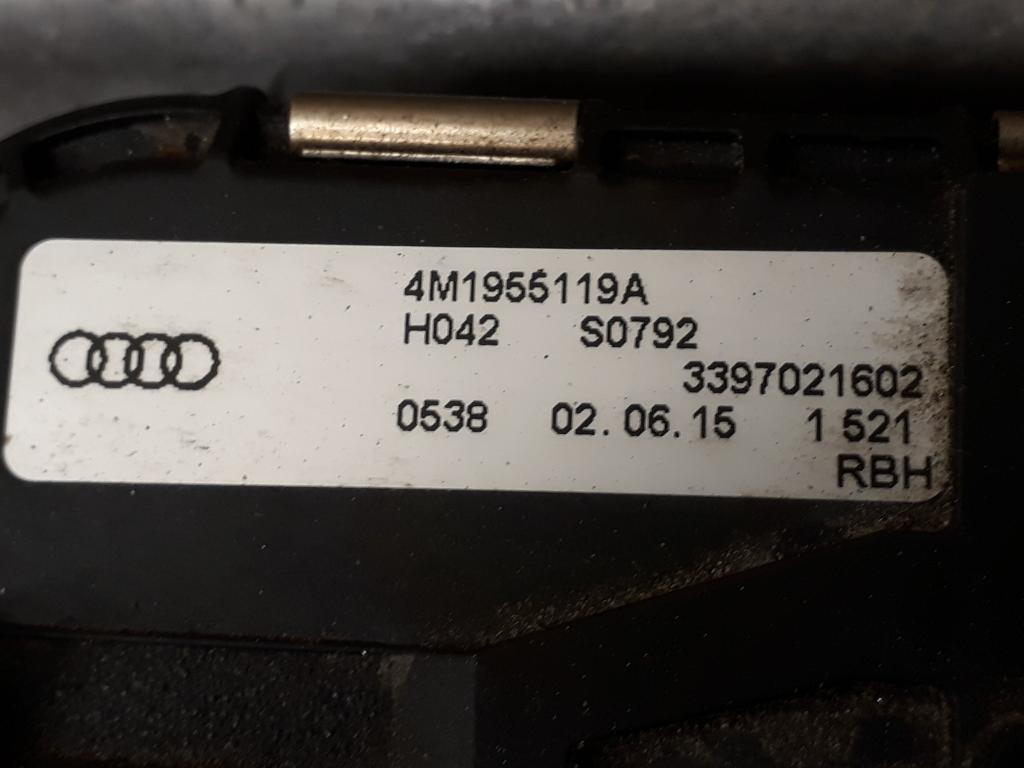 4M1955119A
H042 S0792
3397021602
0538 02.06.15 1 521
RBH